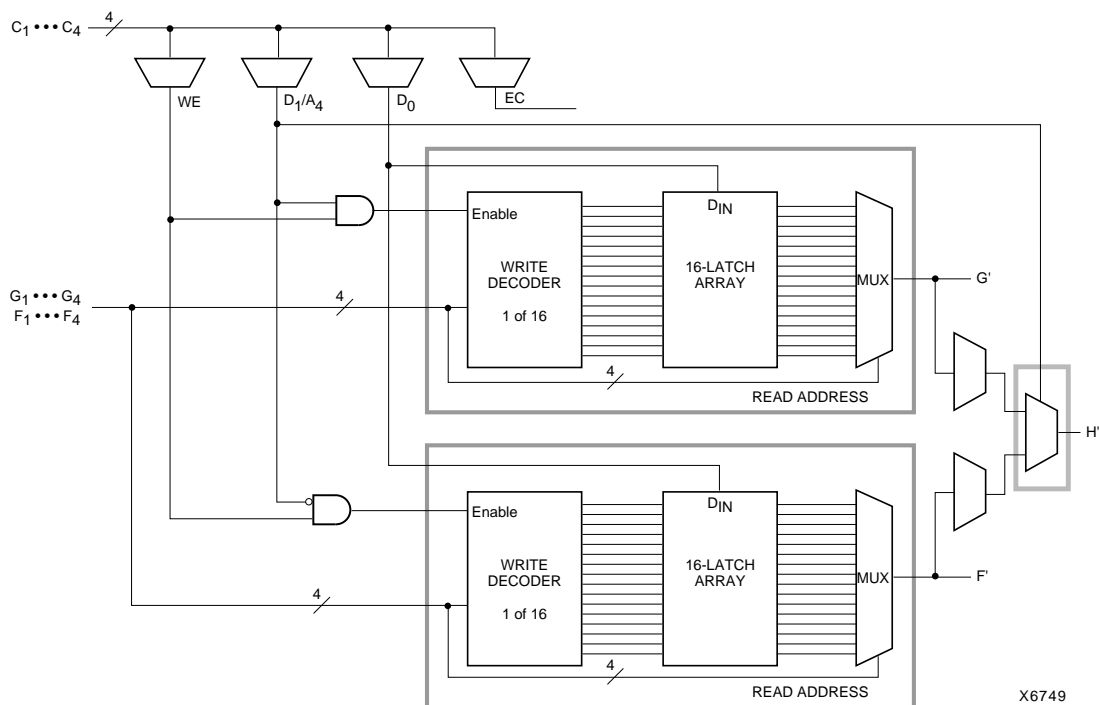 C1 ••• C4 4
WE D1/A4 D0 EC
DIN
Enable
WRITE DECODER
1 of 16
16-LATCH ARRAY
MUX
G'
G1 ••• G4
F1 ••• F4
4
4
READ ADDRESS
H'
DIN
Enable
WRITE DECODER
1 of 16
16-LATCH ARRAY
MUX
F'
4
4
READ ADDRESS
X6749